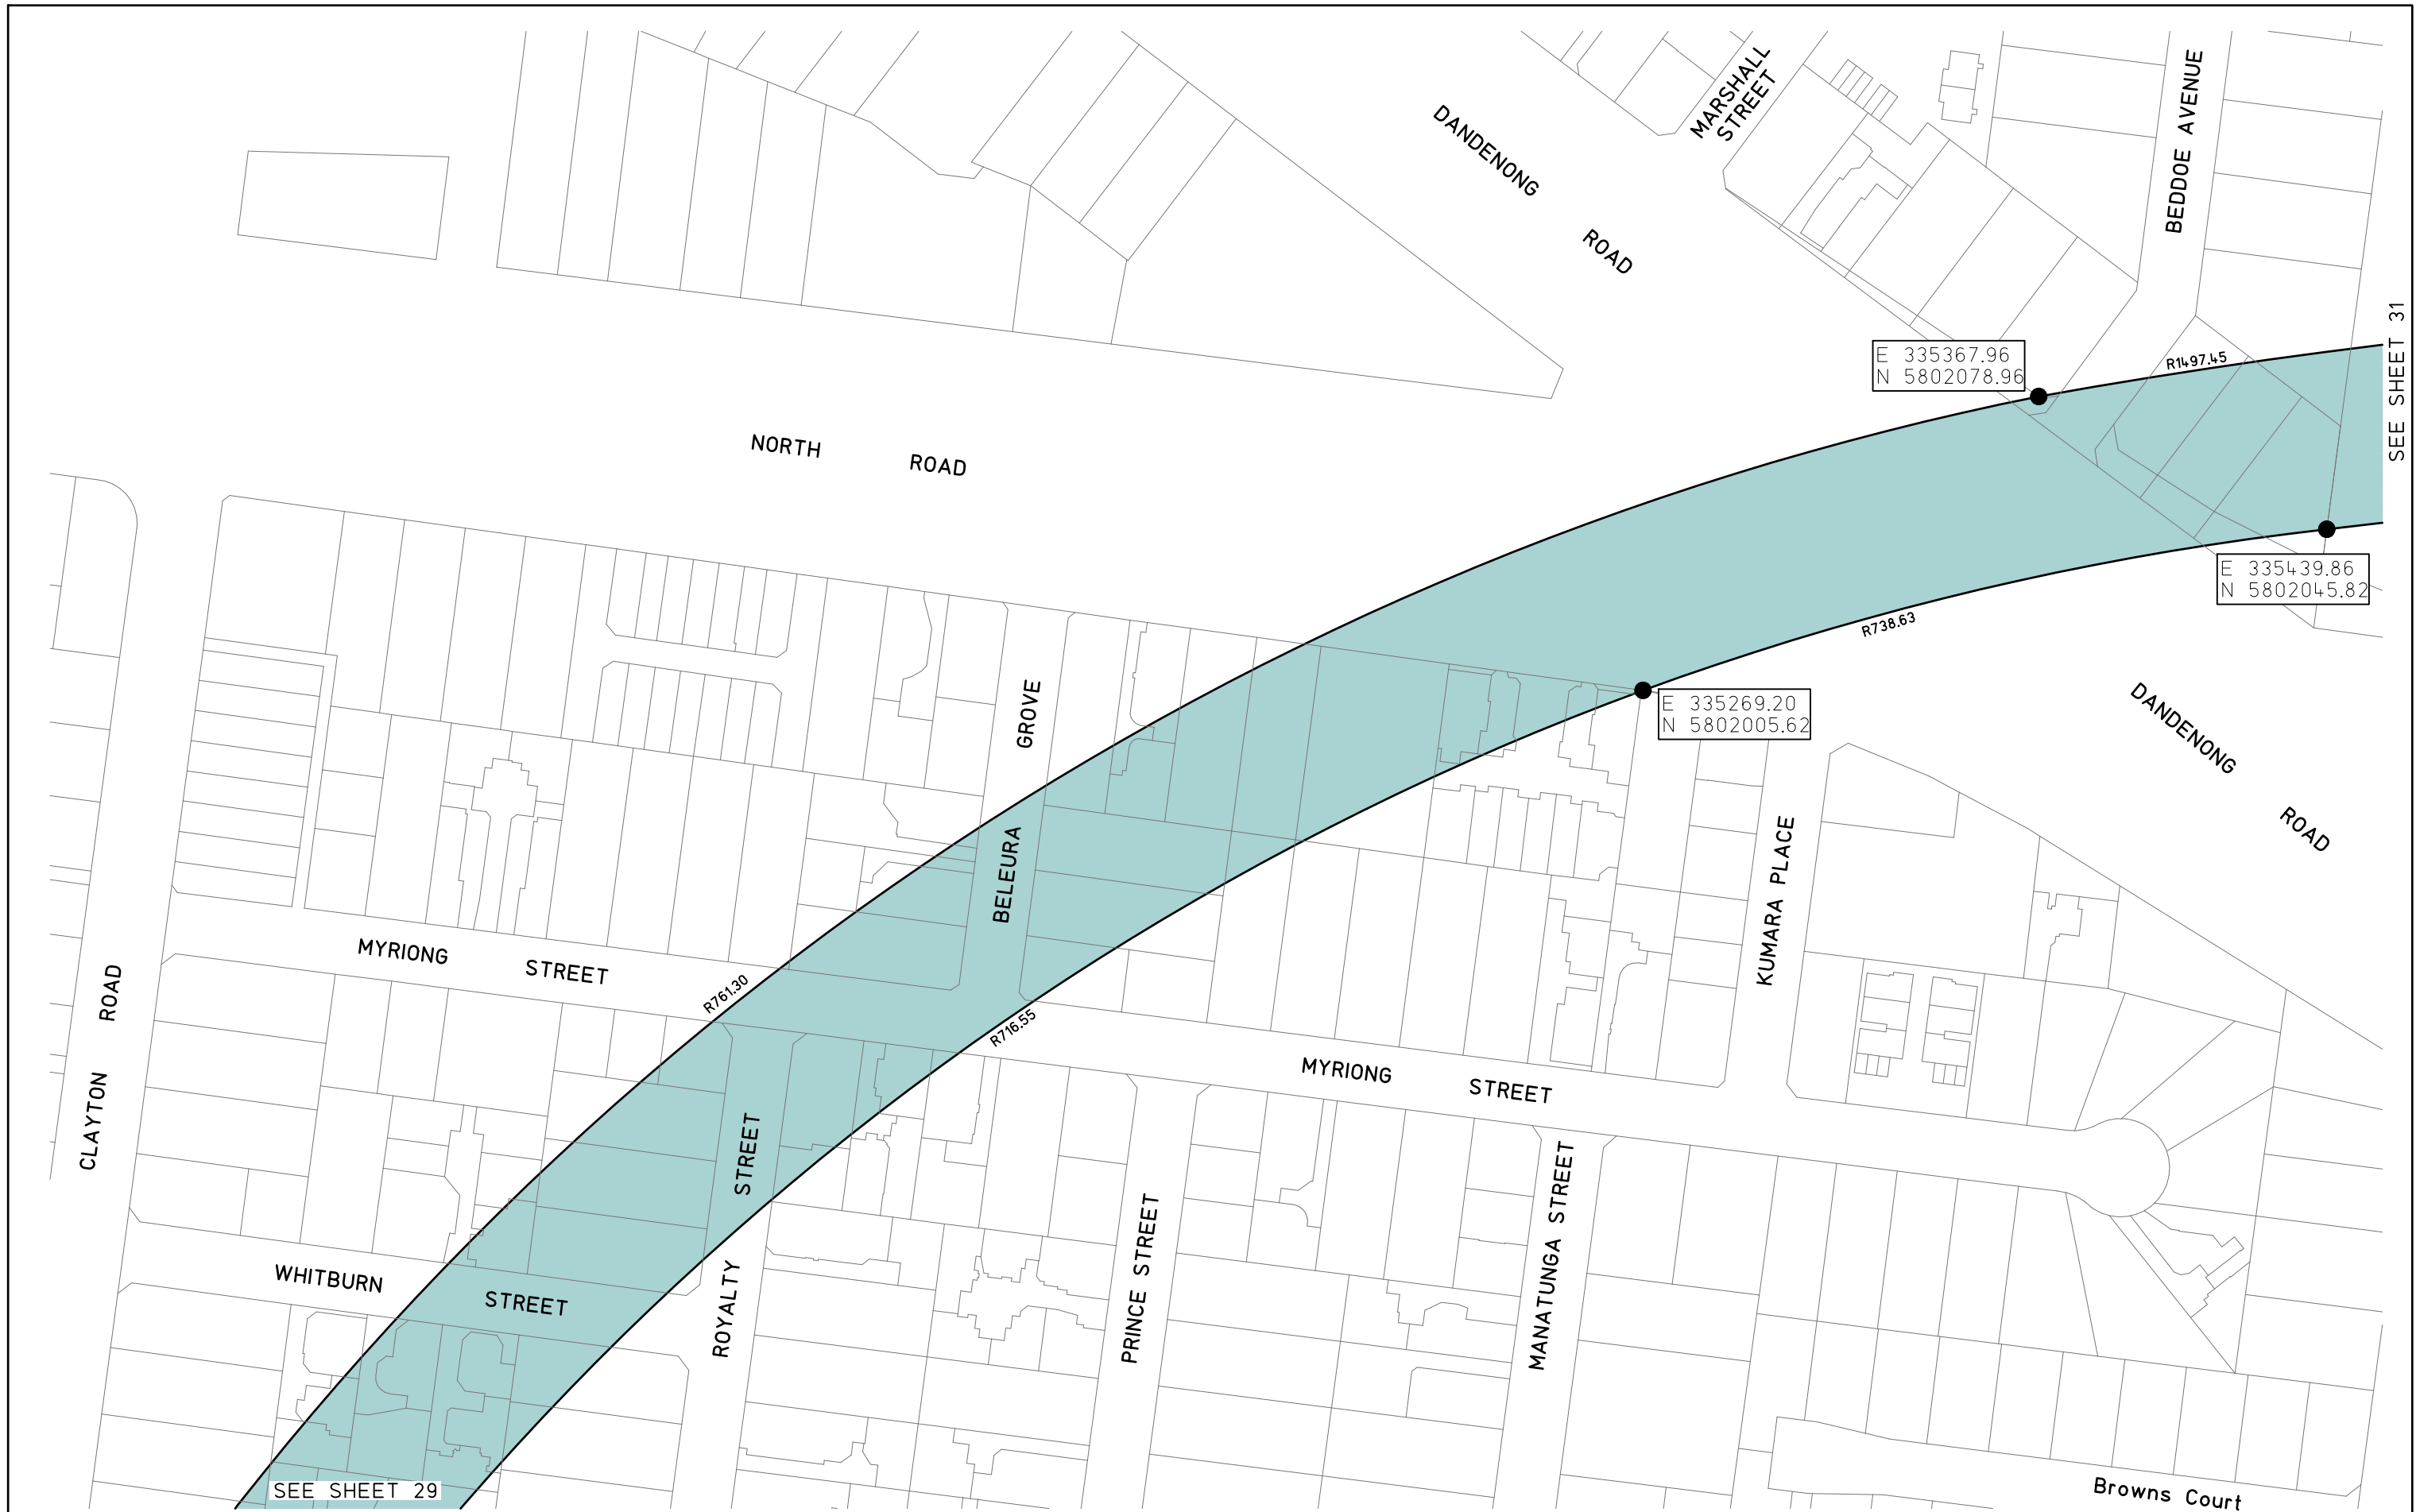 MARSHALL
STREET
BEDDOE AVENUE
DANDENONG
ROAD
SEE SHEET 31
E 335367.96
N 5802078.96
R1497.45
NORTH ROAD
E 335439.86
N 5802045.82
R738.63
E 335269.20
N 5802005.62
DANDENONG
ROAD
BELEURA GROVE
KUMARA PLACE
MYRIONG STREET
CLAYTON ROAD
R761.30
R716.55
MYRIONG STREET
ROYALTY STREET
PRINCE STREET
MANATUNGA STREET
WHITBURN STREET
SEE SHEET 29
Browns Court